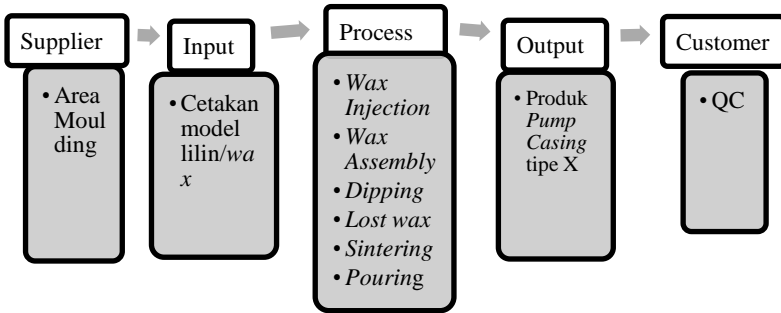 Supplier
Input
Process
Output
Customer
• Area
Moul
ding
• Cetakan
model
lilin/wa
x
• Wax
Injection
• Wax
Assembly
• Dipping
• Lost wax
• Sintering
• Pouring
• Produk
Pump
Casing
tipe X
• QC